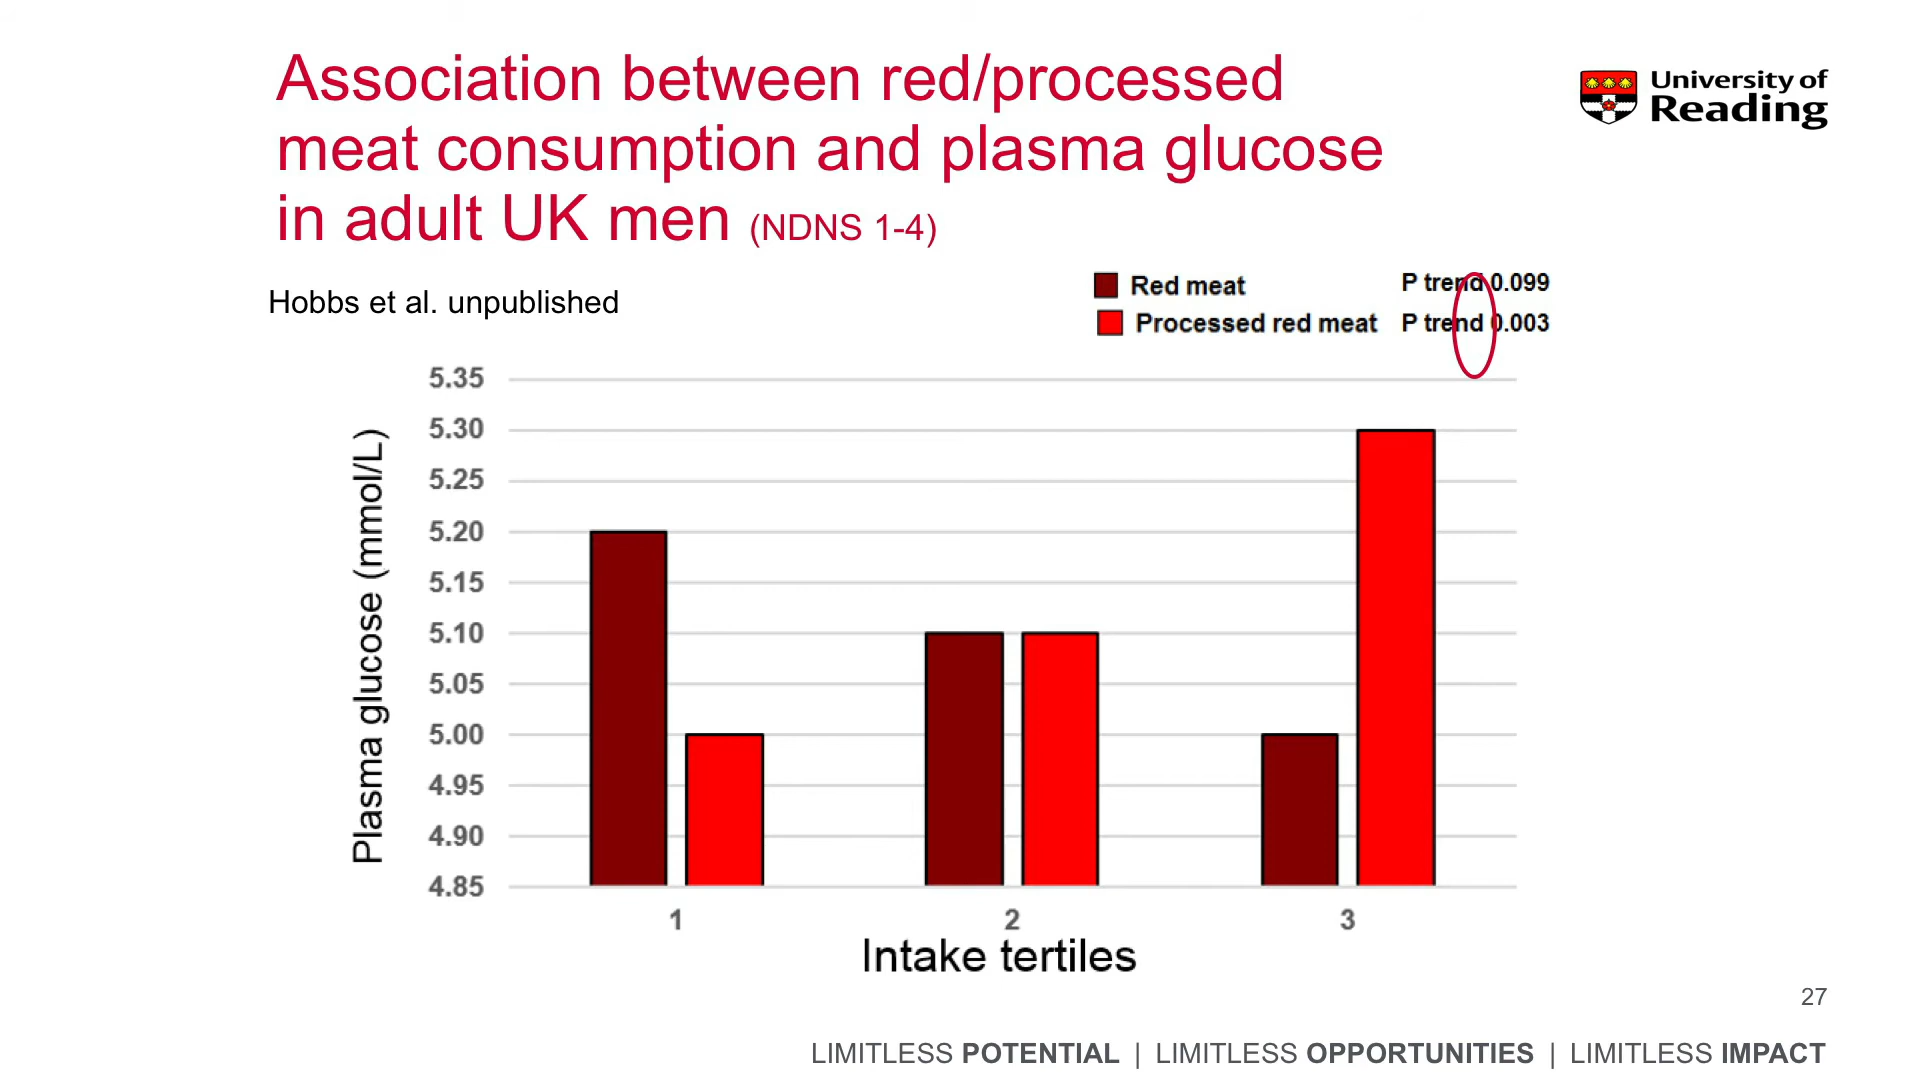 Association between red/processed
meat consumption and plasma glucose
in adult UK men (NDNS 1-4)
University of
Reading
Hobbs et al. unpublished
Red meat P trend 0.099
Processed red meat P trend 0.003
Plasma glucose (mmol/L)
5.35
5.30
5.25
5.20
5.15
5.10
5.05
5.00
4.95
4.90
4.85
1 2 3
Intake tertiles
27
LIMITLESS POTENTIAL | LIMITLESS OPPORTUNITIES | LIMITLESS IMPACT